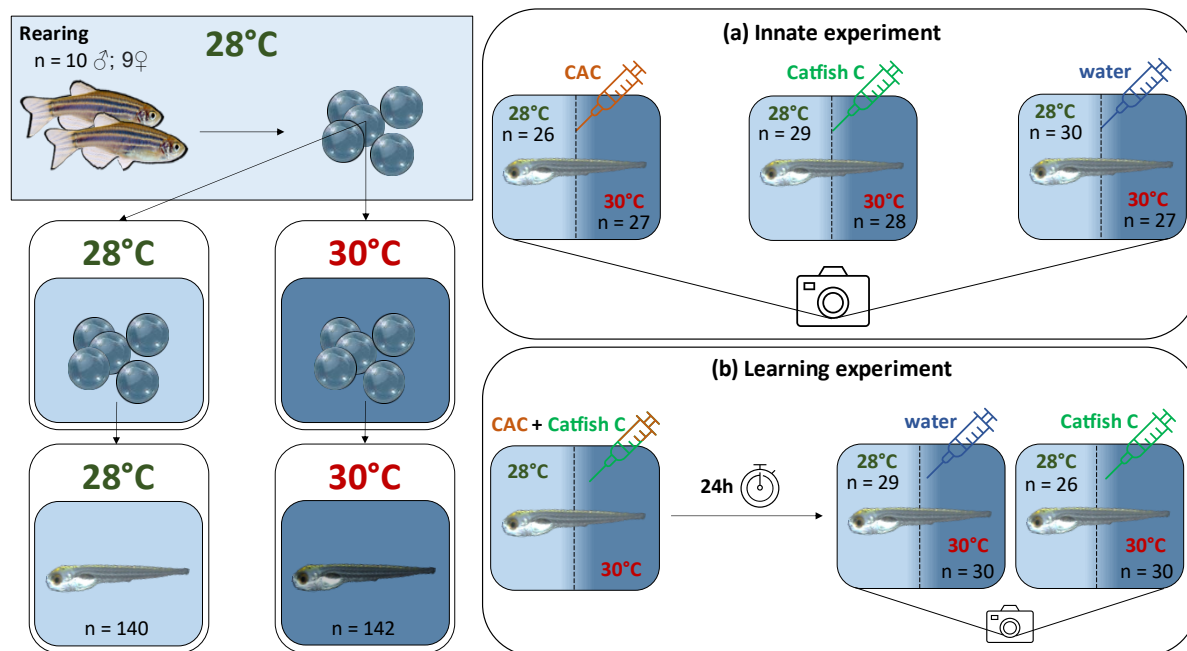 Rearing
n = 10 ♂; 9♀
28°C
28°C
30°C
28°C
n = 140
30°C
n = 142
(a) Innate experiment
CAC
28°C
n = 26
30°C
n = 27
Catfish C
28°C
n = 29
30°C
n = 28
water
28°C
n = 30
30°C
n = 27
(b) Learning experiment
CAC + Catfish C
28°C
30°C
24h
water
28°C
n = 29
30°C
n = 30
Catfish C
28°C
n = 26
30°C
n = 30